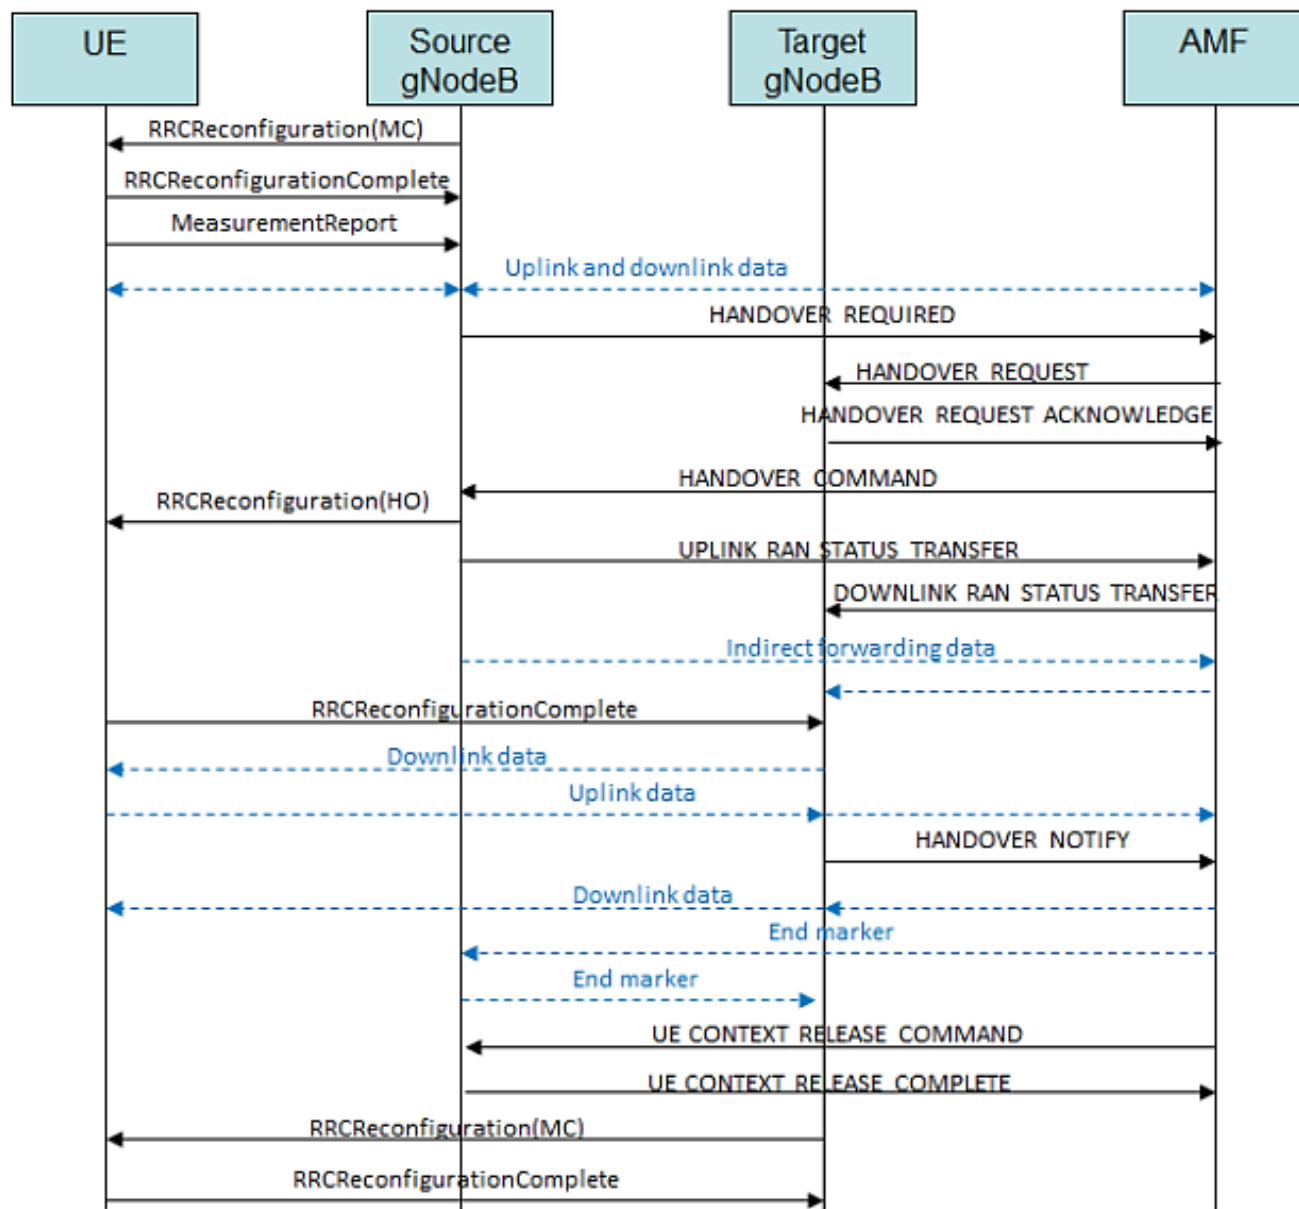 UE
Source
gNodeB
Target
gNodeB
AMF
RRCReconfiguration(MC)
RRCReconfigurationComplete
MeasurementReport
Uplink and downlink data
HANDOVER REQUIRED
HANDOVER REQUEST
HANDOVER REQUEST ACKNOWLEDGE
HANDOVER COMMAND
RRCReconfiguration(HO)
UPLINK RAN STATUS TRANSFER
DOWNLINK RAN STATUS TRANSFER
Indirect forwarding data
RRCReconfigurationComplete
Downlink data
Uplink data
HANDOVER NOTIFY
Downlink data
End marker
End marker
UE CONTEXT RELEASE COMMAND
UE CONTEXT RELEASE COMPLETE
RRCReconfiguration(MC)
RRCReconfigurationComplete